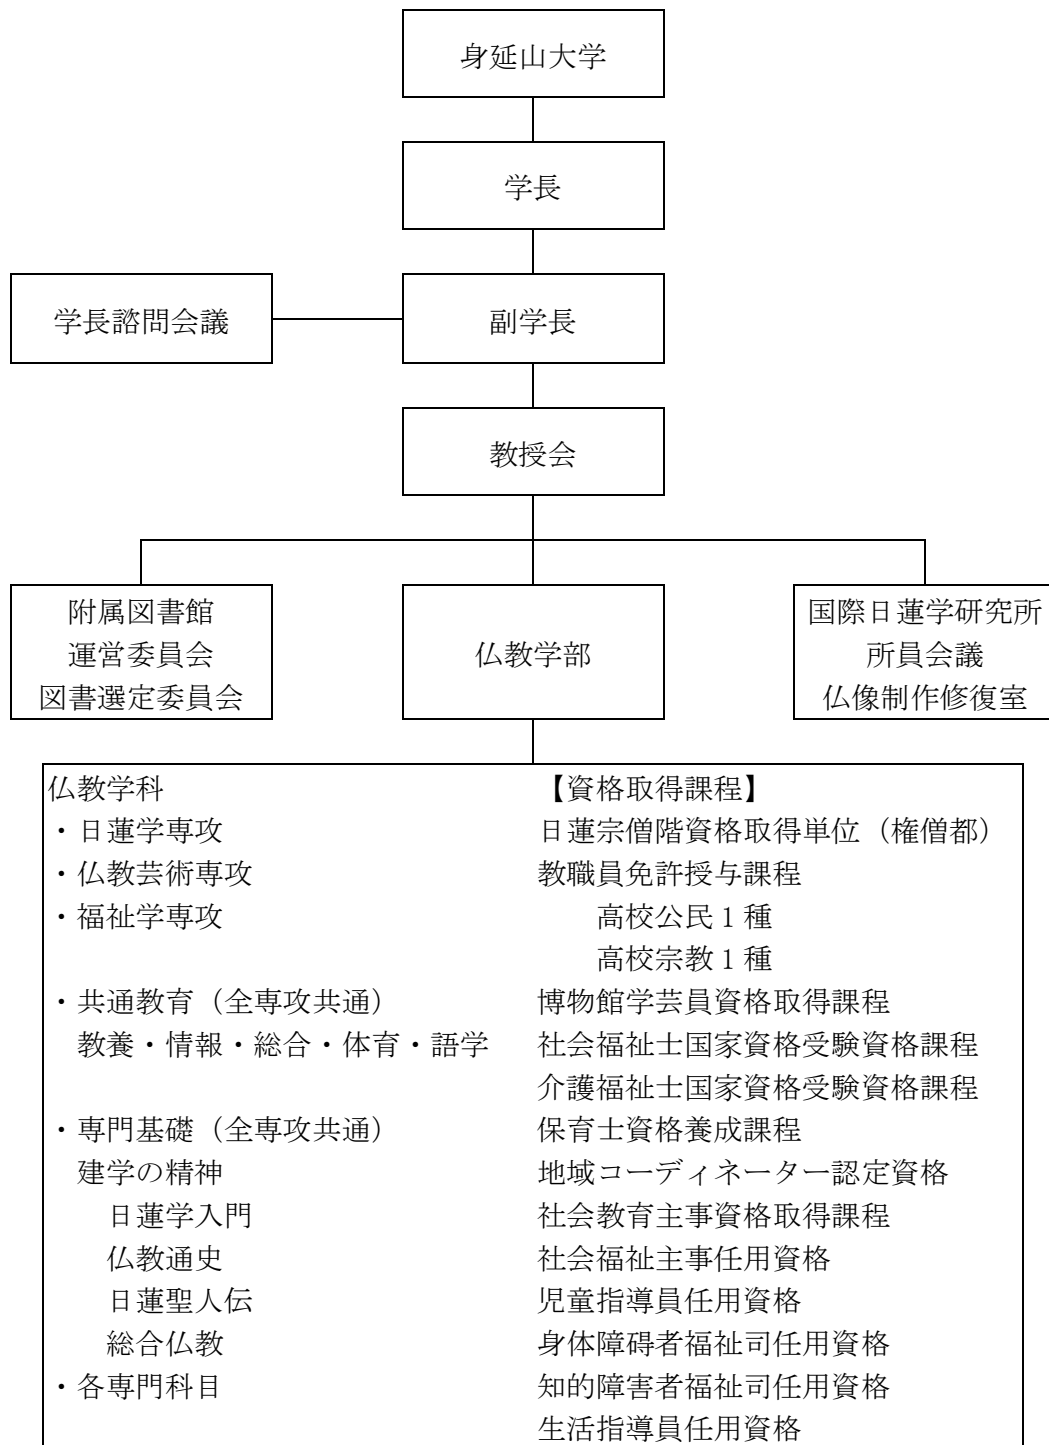 身延山大学
学長
学長諮問会議
副学長
教授会
附属図書館
運営委員会
図書選定委員会
仏教学部
国際日蓮学研究所
所員会議
仏像制作修復室
仏教学科
・日蓮学専攻
・仏教芸術専攻
・福祉学専攻
・共通教育（全専攻共通）
教養・情報・総合・体育・語学
・専門基礎（全専攻共通）
建学の精神
日蓮学入門
仏教通史
日蓮聖人伝
総合仏教
・各専門科目
【資格取得課程】
日蓮宗僧階資格取得単位（権僧都）
教職員免許授与課程
高校公民１種
高校宗教１種
博物館学芸員資格取得課程
社会福祉士国家資格受験資格課程
介護福祉士国家資格受験資格課程
保育士資格養成課程
地域コーディネーター認定資格
社会教育主事資格取得課程
社会福祉主事任用資格
児童指導員任用資格
身体障碍者福祉司任用資格
知的障害者福祉司任用資格
生活指導員任用資格